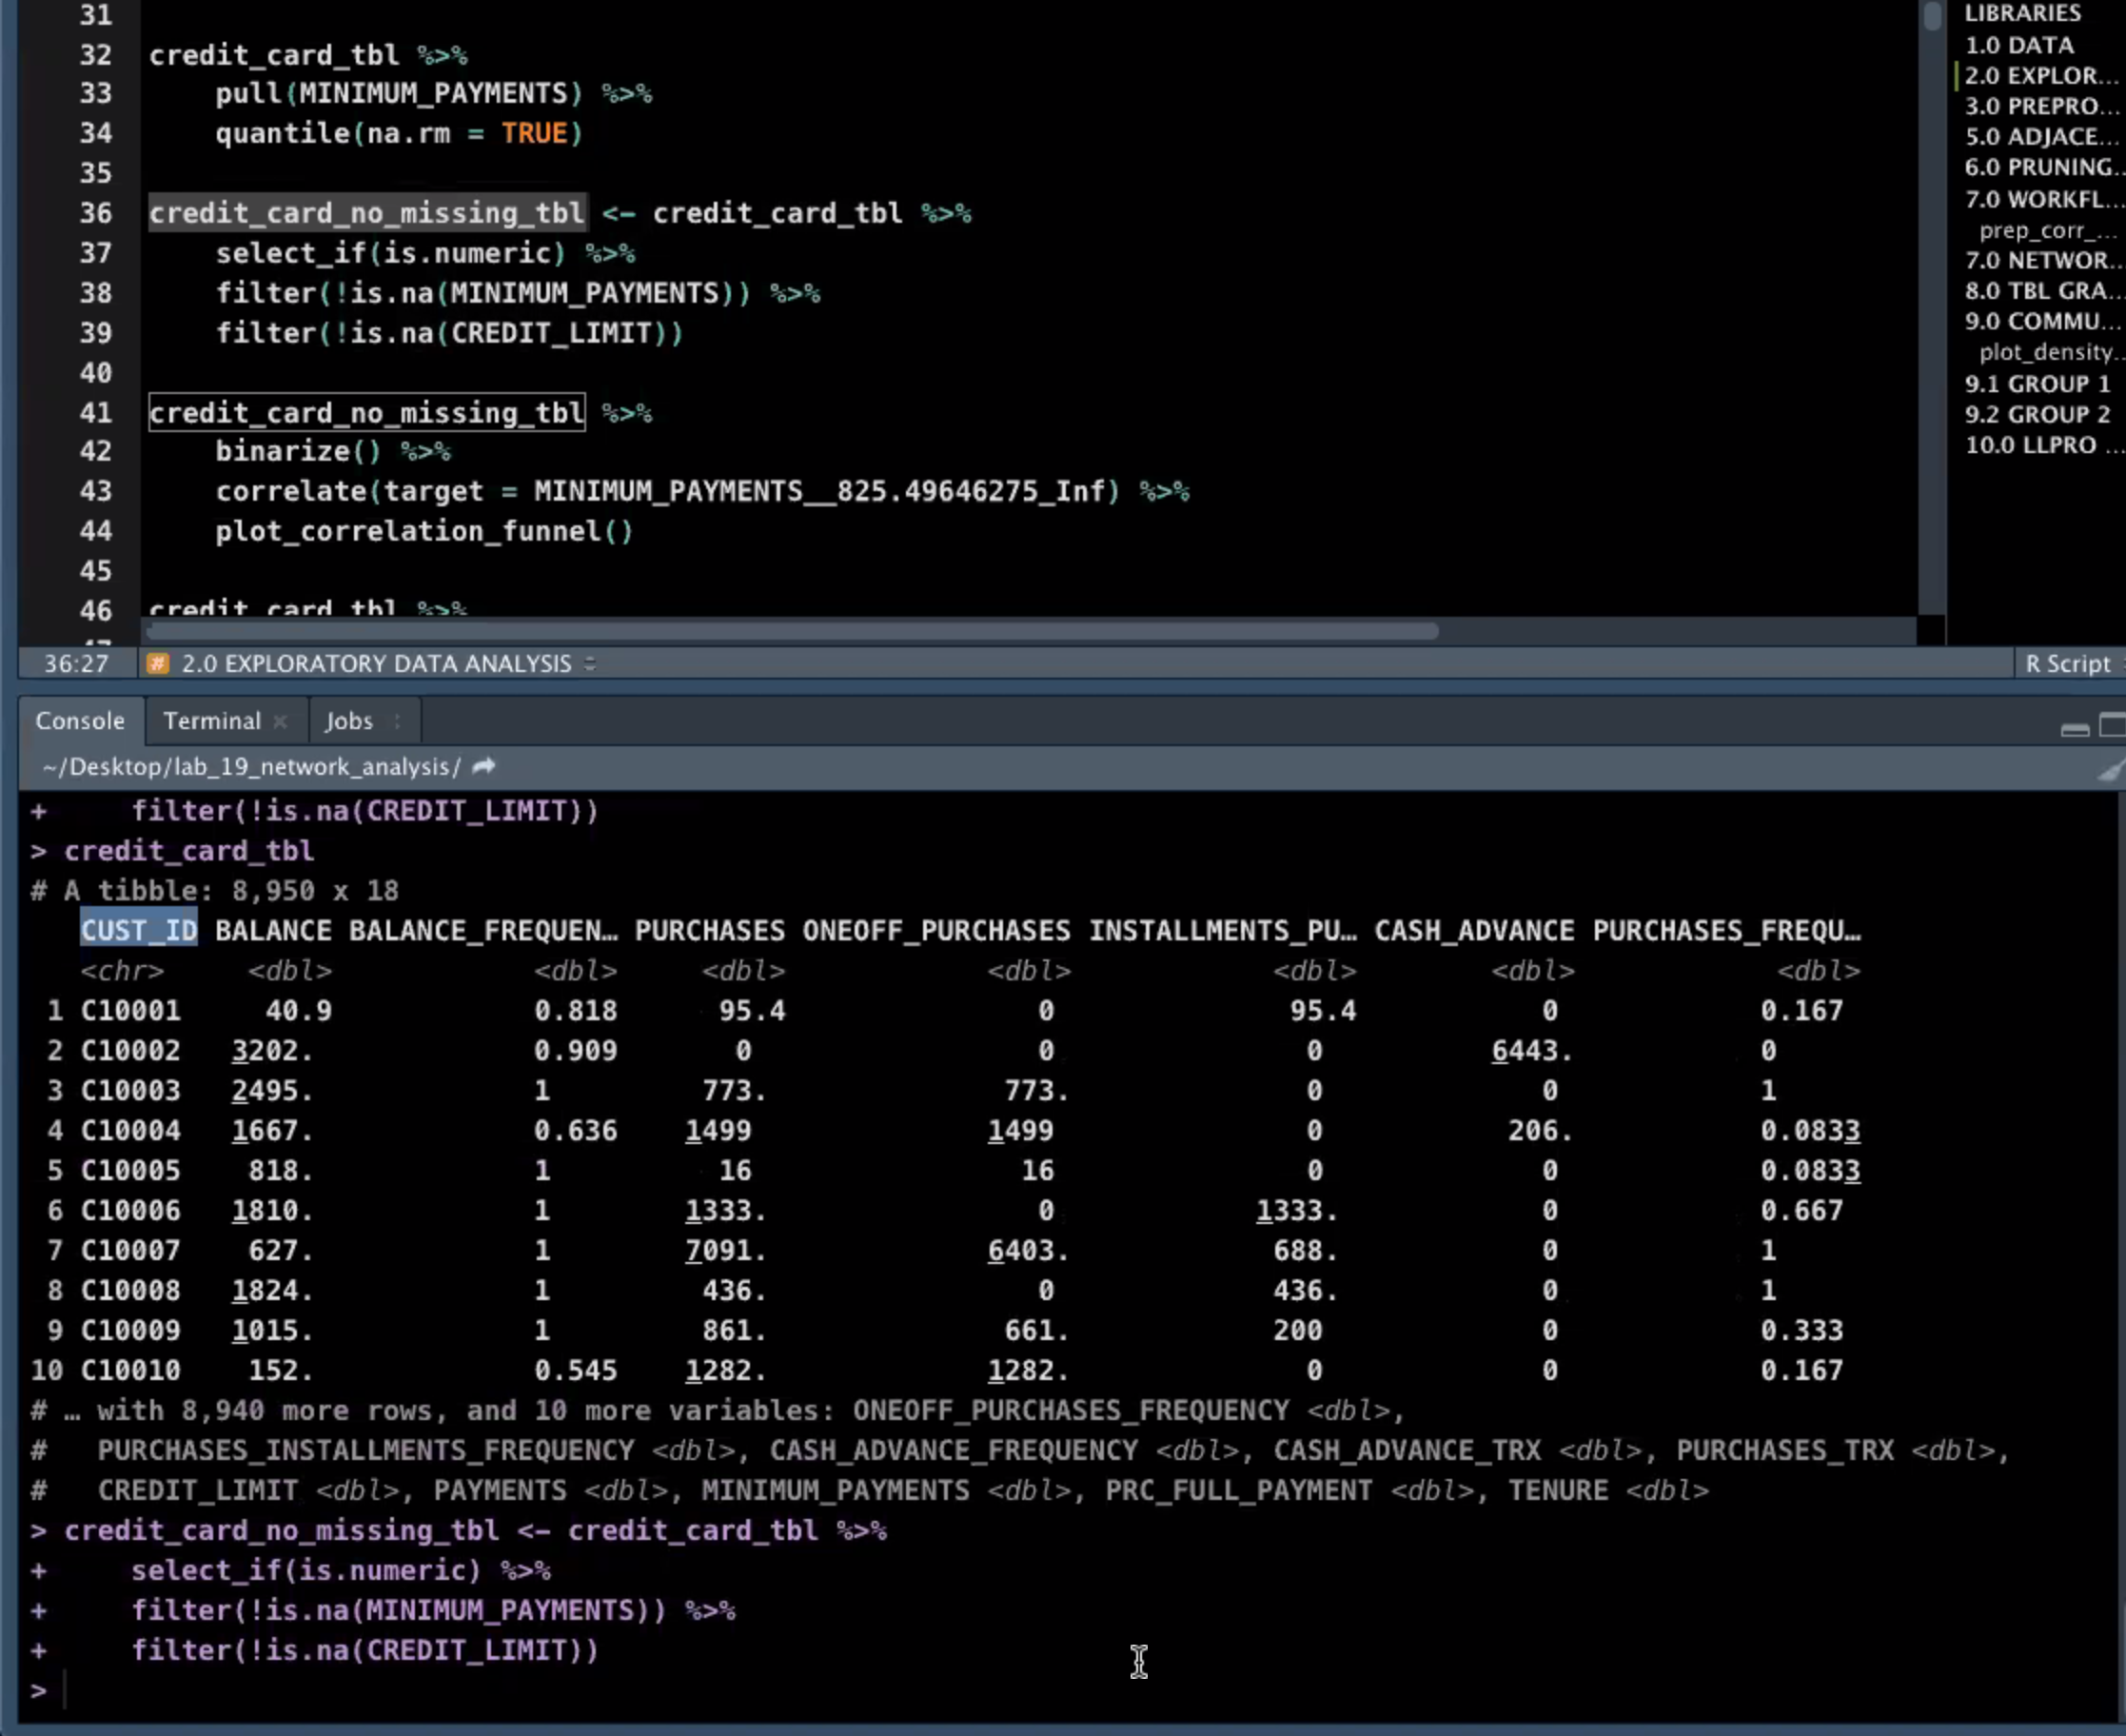 31
32 credit_card_tbl %>%
33     pull(MINIMUM_PAYMENTS) %>%
34     quantile(na.rm = TRUE)
35
36 credit_card_no_missing_tbl <- credit_card_tbl %>%
37     select_if(is.numeric) %>%
38     filter(!is.na(MINIMUM_PAYMENTS)) %>%
39     filter(!is.na(CREDIT_LIMIT))
40
41 credit_card_no_missing_tbl %>%
42     binarize() %>%
43     correlate(target = MINIMUM_PAYMENTS__825.49646275_Inf) %>%
44     plot_correlation_funnel()
45
46 credit_card_tbl %>%
LIBRARIES
1.0 DATA
2.0 EXPLOR...
3.0 PREPRO...
5.0 ADJACE...
6.0 PRUNING...
7.0 WORKFL...
prep_corr_...
7.0 NETWOR...
8.0 TBL GRA...
9.0 COMMU...
plot_density...
9.1 GROUP 1
9.2 GROUP 2
10.0 LLPRO ...
36:27 # 2.0 EXPLORATORY DATA ANALYSIS R Script
Console Terminal Jobs
~/Desktop/lab_19_network_analysis/
+     filter(!is.na(CREDIT_LIMIT))
> credit_card_tbl
# A tibble: 8,950 x 18
CUST_ID BALANCE BALANCE_FREQUEN… PURCHASES ONEOFF_PURCHASES INSTALLMENTS_PU… CASH_ADVANCE PURCHASES_FREQU…
<chr> <dbl> <dbl> <dbl> <dbl> <dbl> <dbl> <dbl>
1 C10001 40.9 0.818 95.4 0 95.4 0 0.167
2 C10002 3202. 0.909 0 0 0 6443. 0
3 C10003 2495. 1 773. 773. 0 0 1
4 C10004 1667. 0.636 1499 1499 0 206. 0.0833
5 C10005 818. 1 16 16 0 0 0.0833
6 C10006 1810. 1 1333. 0 1333. 0 0.667
7 C10007 627. 1 7091. 6403. 688. 0 1
8 C10008 1824. 1 436. 0 436. 0 1
9 C10009 1015. 1 861. 661. 200 0 0.333
10 C10010 152. 0.545 1282. 1282. 0 0 0.167
# … with 8,940 more rows, and 10 more variables: ONEOFF_PURCHASES_FREQUENCY <dbl>,
#   PURCHASES_INSTALLMENTS_FREQUENCY <dbl>, CASH_ADVANCE_FREQUENCY <dbl>, CASH_ADVANCE_TRX <dbl>, PURCHASES_TRX <dbl>,
#   CREDIT_LIMIT <dbl>, PAYMENTS <dbl>, MINIMUM_PAYMENTS <dbl>, PRC_FULL_PAYMENT <dbl>, TENURE <dbl>
> credit_card_no_missing_tbl <- credit_card_tbl %>%
+     select_if(is.numeric) %>%
+     filter(!is.na(MINIMUM_PAYMENTS)) %>%
+     filter(!is.na(CREDIT_LIMIT))
>